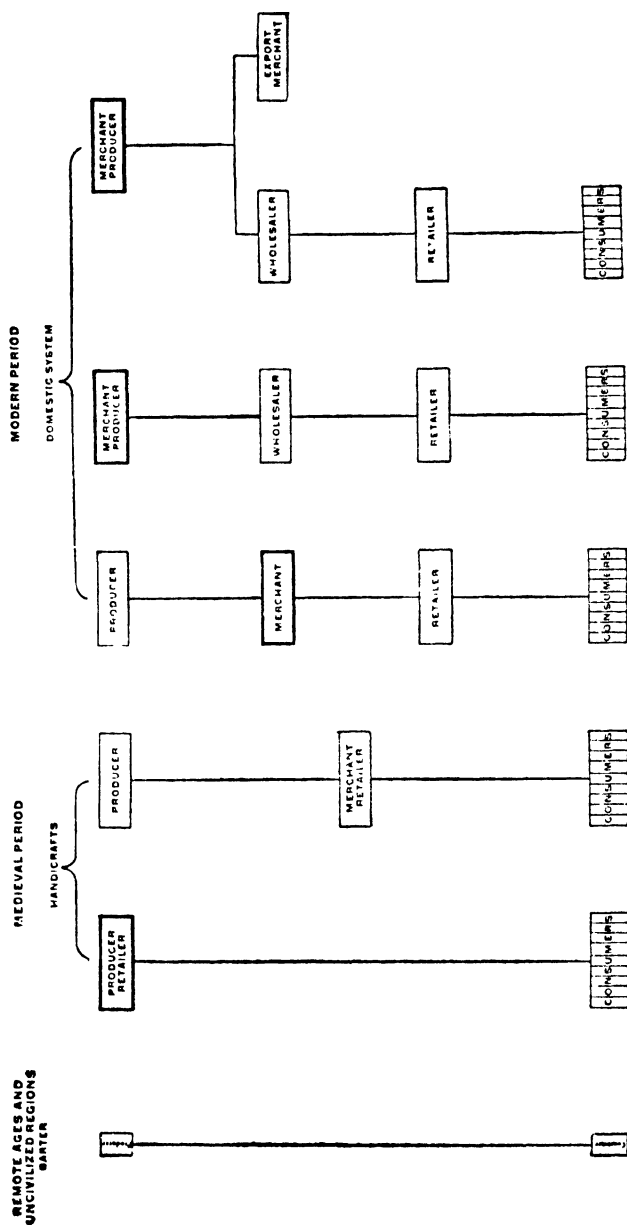 REMOTE AGES AND
UNCIVILIZED REGIONS
BARTER
MEDIEVAL PERIOD
HANDICRAFTS
PRODUCER
RETAILER
CONSUMERS
PRODUCER
MERCHANT
RETAILER
CONSUMERS
MODERN PERIOD
DOMESTIC SYSTEM
PRODUCER
MERCHANT
RETAILER
CONSUMERS
MERCHANT
PRODUCER
WHOLESALER
RETAILER
CONSUMERS
MERCHANT
PRODUCER
WHOLESALER
EXPORT
MERCHANT
RETAILER
CONSUMERS